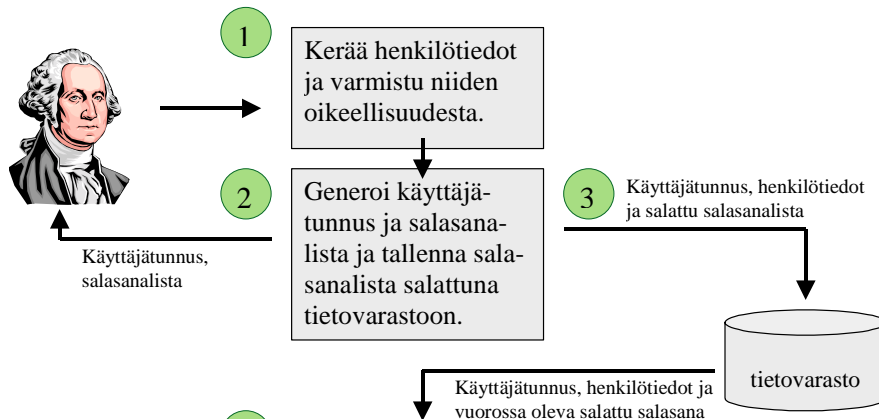 1
Kerää henkilötiedot
ja varmistu niiden
oikeellisuudesta.
2
Generoi käyttäjä-
tunnus ja salasana-
lista ja tallenna sala-
sanalista salattuna
tietovarastoon.
3
Käyttäjätunnus, henkilötiedot
ja salattu salasanalista
Käyttäjätunnus,
salasanalista
tietovarasto
Käyttäjätunnus, henkilötiedot ja
vuorossa oleva salattu salasana